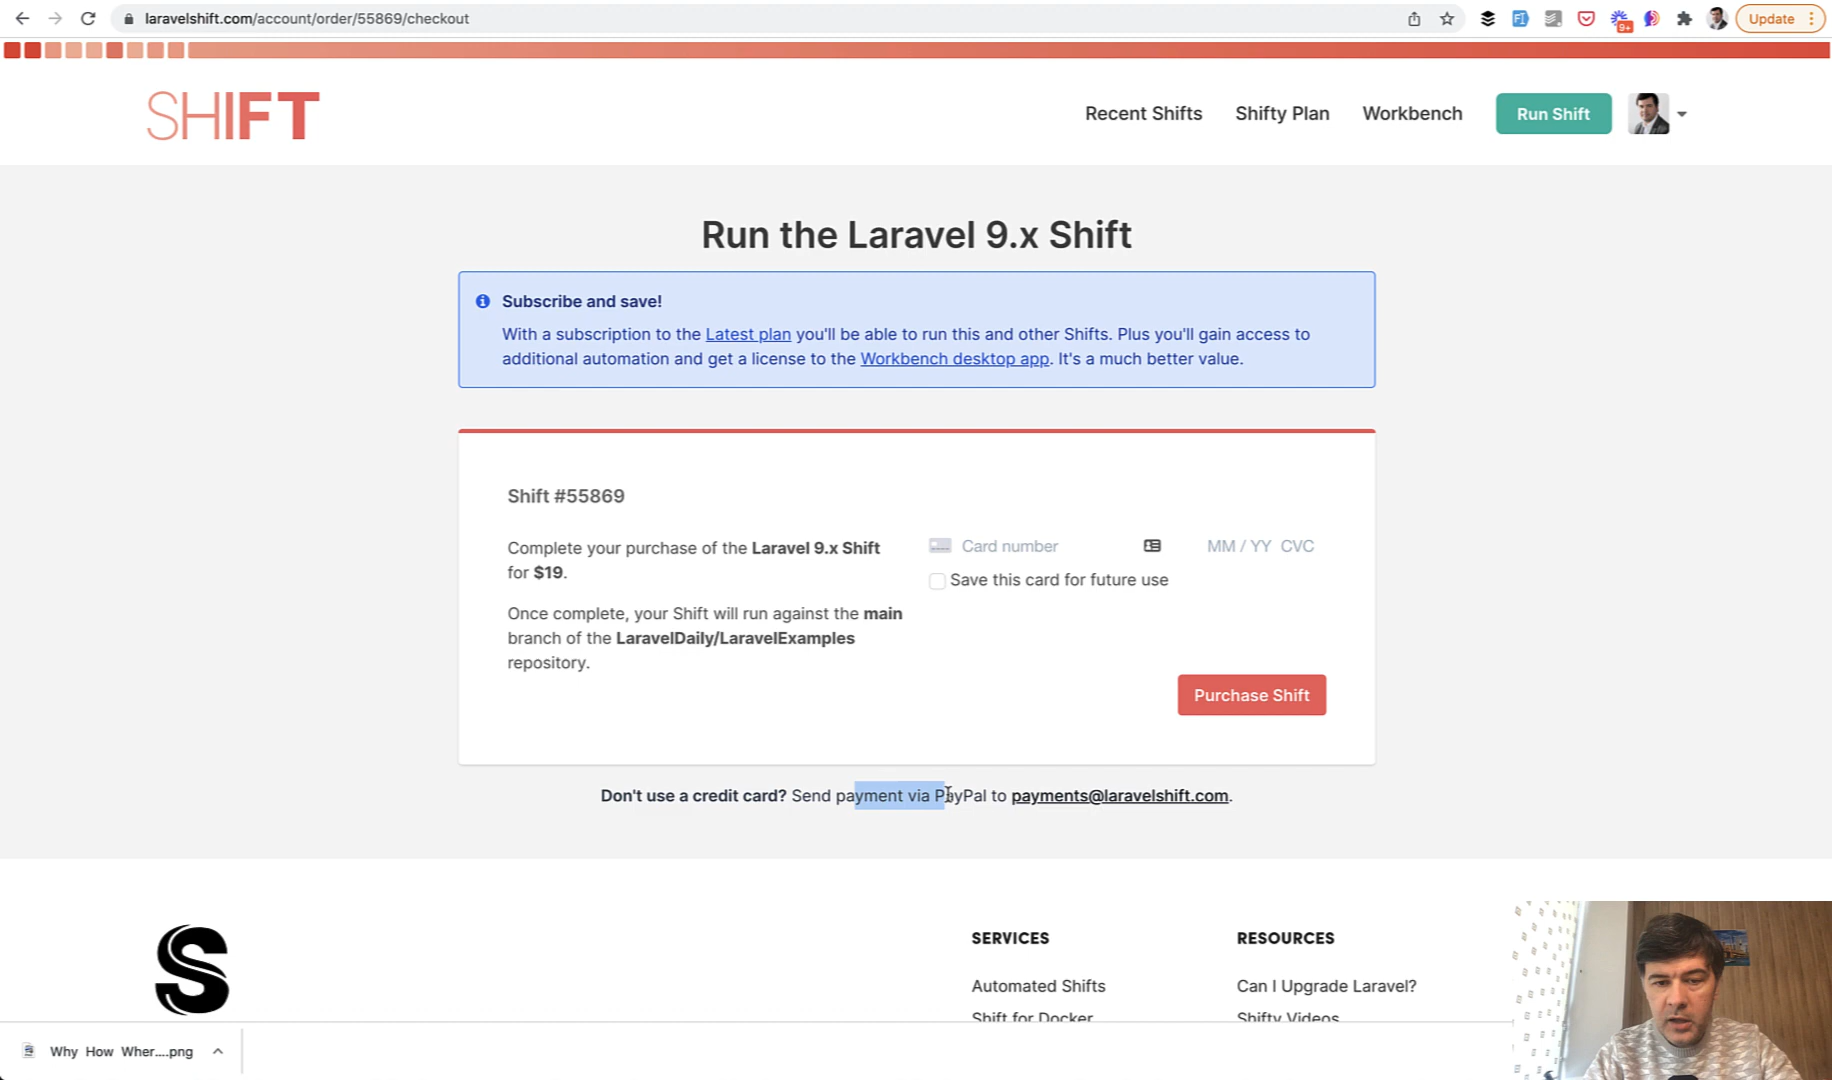 laravelshift.com/account/order/55869/checkout
9+
Update
SHIFT
Recent Shifts
Shifty Plan
Workbench
Run Shift
Run the Laravel 9.x Shift
Subscribe and save!
With a subscription to the Latest plan you'll be able to run this and other Shifts. Plus you'll gain access to
additional automation and get a license to the Workbench desktop app. It's a much better value.
Shift #55869
Complete your purchase of the Laravel 9.x Shift
for $19.
Once complete, your Shift will run against the main
branch of the LaravelDaily/LaravelExamples
repository.
Card number
MM / YY CVC
Save this card for future use
Purchase Shift
Don't use a credit card? Send payment via PayPal to payments@laravelshift.com.
S
SERVICES
Automated Shifts
Shift for Docker
RESOURCES
Can I Upgrade Laravel?
Shifty Videos
Why How Wher....png